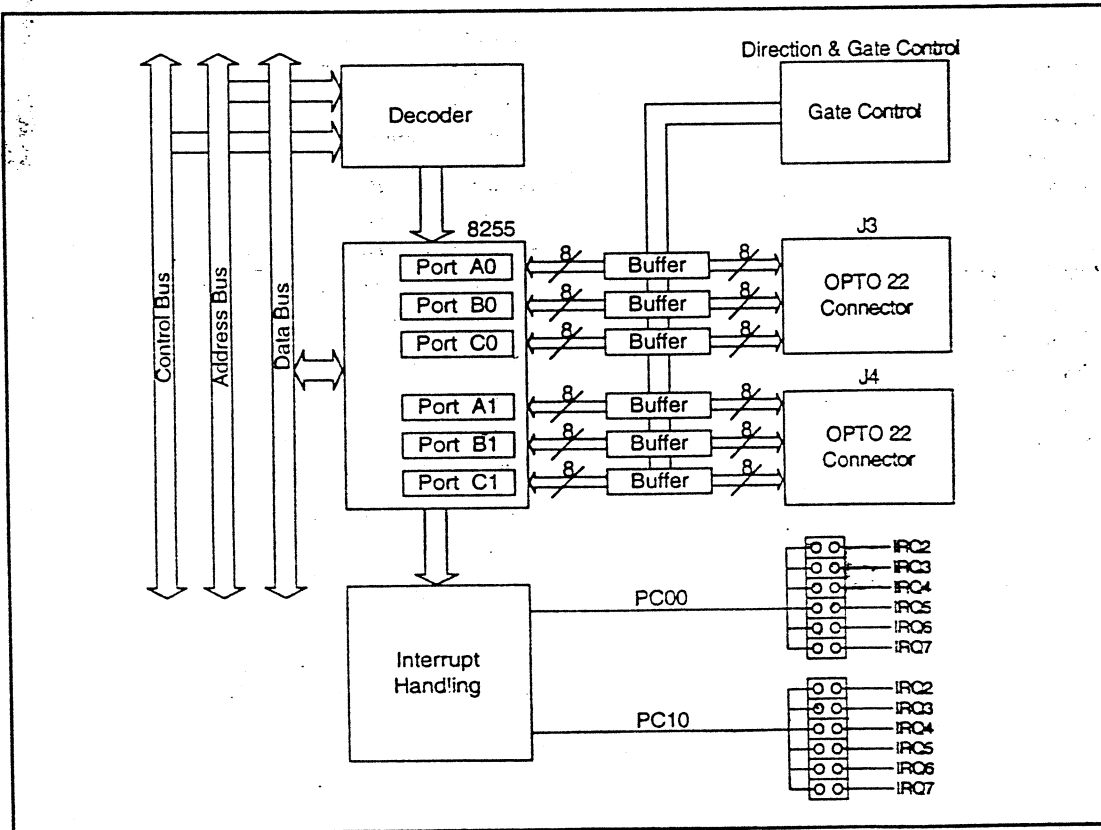 Direction & Gate Control
Decoder
Gate Control
8255
J3
Port A0
8
Buffer
8
OPTO 22
Connector
Port B0
8
Buffer
8
Port C0
8
Buffer
8
Control Bus
Address Bus
Data Bus
J4
Port A1
8
Buffer
8
OPTO 22
Connector
Port B1
8
Buffer
8
Port C1
8
Buffer
8
Interrupt
Handling
PC00
IRQ2
IRQ3
IRQ4
IRQ5
IRQ6
IRQ7
PC10
IRQ2
IRQ3
IRQ4
IRQ5
IRQ6
IRQ7